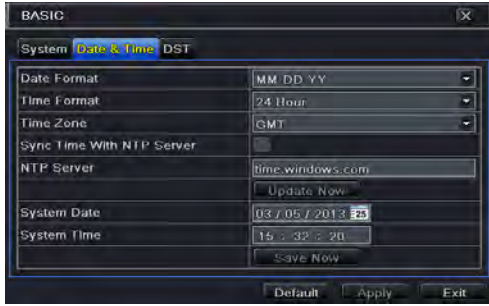 BASIC
System Date & Time DST
Date Format MM DD YY
Time Format 24 Hour
Time Zone GMT
Sync Time With NTP Server
NTP Server time.windows.com
Update Now
System Date 03 / 05 / 2013 25
System Time 15 : 32 : 20
Save Now
Default Apply Exit